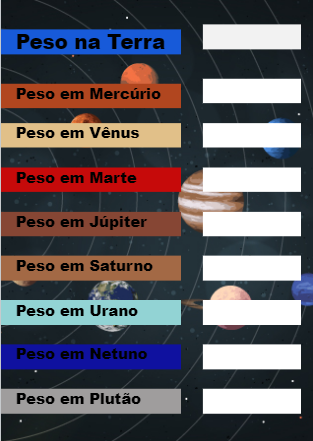 Peso na Terra
Peso em Mercúrio
Peso em Vênus
Peso em Marte
Peso em Júpiter
Peso em Saturno
Peso em Urano
Peso em Netuno
Peso em Plutão